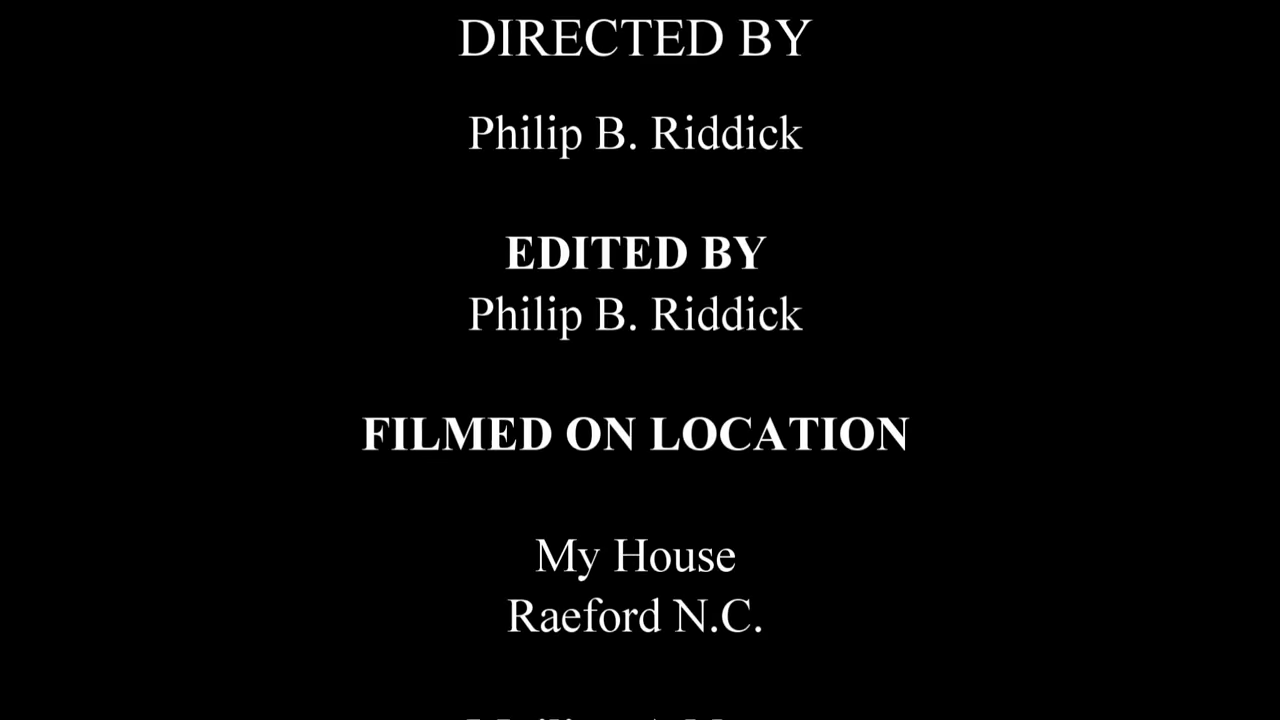 DIRECTED BY
Philip B. Riddick
EDITED BY
Philip B. Riddick
FILMED ON LOCATION
My House
Raeford N.C.